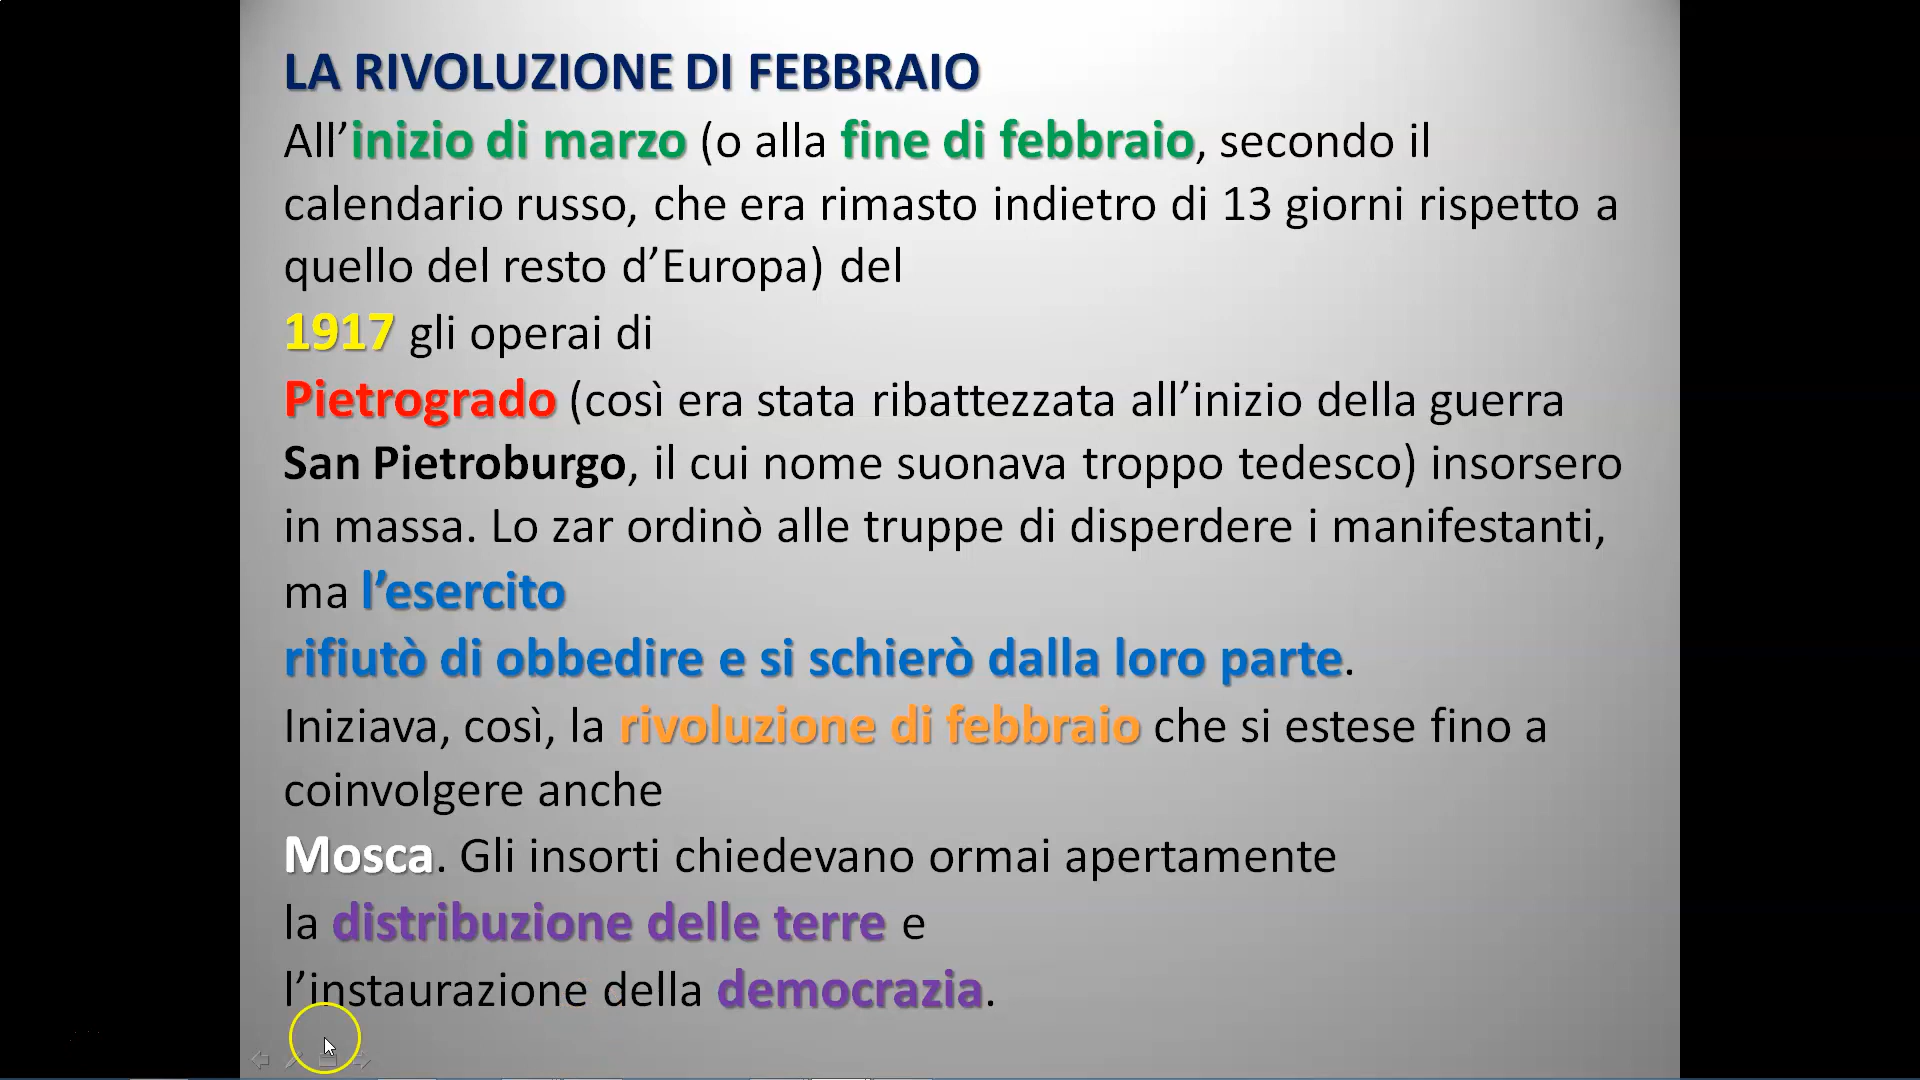 LA RIVOLUZIONE DI FEBBRAIO
All’inizio di marzo (o alla fine di febbraio, secondo il
calendario russo, che era rimasto indietro di 13 giorni rispetto a
quello del resto d’Europa) del
1917 gli operai di
Pietrogrado (così era stata ribattezzata all’inizio della guerra
San Pietroburgo, il cui nome suonava troppo tedesco) insorsero
in massa. Lo zar ordinò alle truppe di disperdere i manifestanti,
ma l’esercito
rifiutò di obbedire e si schierò dalla loro parte.
Iniziava, così, la rivoluzione di febbraio che si estese fino a
coinvolgere anche
Mosca. Gli insorti chiedevano ormai apertamente
la distribuzione delle terre e
l’instaurazione della democrazia.